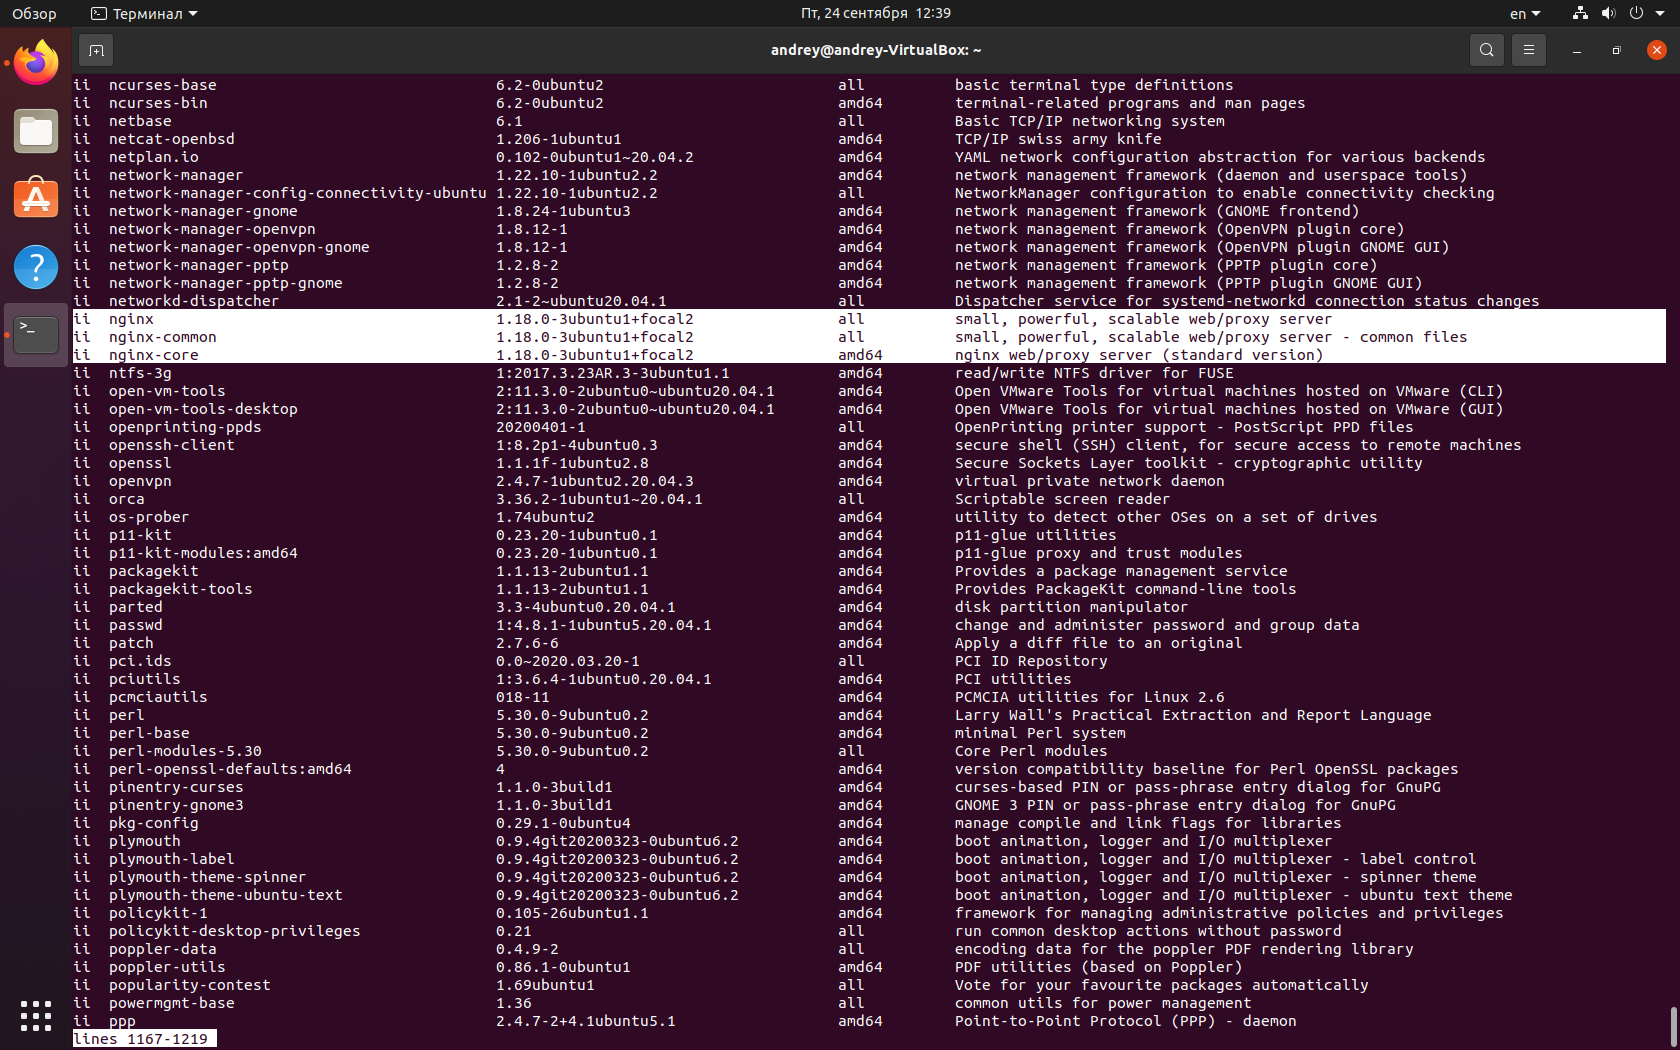 Обзор Терминал Пт, 24 сентября 12:39 en
andrey@andrey-VirtualBox: ~
ii ncurses-base 6.2-0ubuntu2 all basic terminal type definitions
ii ncurses-bin 6.2-0ubuntu2 amd64 terminal-related programs and man pages
ii netbase 6.1 all Basic TCP/IP networking system
ii netcat-openbsd 1.206-1ubuntu1 amd64 TCP/IP swiss army knife
ii netplan.io 0.102-0ubuntu1~20.04.2 amd64 YAML network configuration abstraction for various backends
ii network-manager 1.22.10-1ubuntu2.2 amd64 network management framework (daemon and userspace tools)
ii network-manager-config-connectivity-ubuntu 1.22.10-1ubuntu2.2 all NetworkManager configuration to enable connectivity checking
ii network-manager-gnome 1.8.24-1ubuntu3 amd64 network management framework (GNOME frontend)
ii network-manager-openvpn 1.8.12-1 amd64 network management framework (OpenVPN plugin core)
ii network-manager-openvpn-gnome 1.8.12-1 amd64 network management framework (OpenVPN plugin GNOME GUI)
ii network-manager-pptp 1.2.8-2 amd64 network management framework (PPTP plugin core)
ii network-manager-pptp-gnome 1.2.8-2 amd64 network management framework (PPTP plugin GNOME GUI)
ii networkd-dispatcher 2.1-2~ubuntu20.04.1 all Dispatcher service for systemd-networkd connection status changes
ii nginx 1.18.0-3ubuntu1+focal2 all small, powerful, scalable web/proxy server
ii nginx-common 1.18.0-3ubuntu1+focal2 all small, powerful, scalable web/proxy server - common files
ii nginx-core 1.18.0-3ubuntu1+focal2 amd64 nginx web/proxy server (standard version)
ii ntfs-3g 1:2017.3.23AR.3-3ubuntu1.1 amd64 read/write NTFS driver for FUSE
ii open-vm-tools 2:11.3.0-2ubuntu0~ubuntu20.04.1 amd64 Open VMware Tools for virtual machines hosted on VMware (CLI)
ii open-vm-tools-desktop 2:11.3.0-2ubuntu0~ubuntu20.04.1 amd64 Open VMware Tools for virtual machines hosted on VMware (GUI)
ii openprinting-ppds 20200401-1 all OpenPrinting printer support - PostScript PPD files
ii openssh-client 1:8.2p1-4ubuntu0.3 amd64 secure shell (SSH) client, for secure access to remote machines
ii openssl 1.1.1f-1ubuntu2.8 amd64 Secure Sockets Layer toolkit - cryptographic utility
ii openvpn 2.4.7-1ubuntu2.20.04.3 amd64 virtual private network daemon
ii orca 3.36.2-1ubuntu1~20.04.1 all Scriptable screen reader
ii os-prober 1.74ubuntu2 amd64 utility to detect other OSes on a set of drives
ii p11-kit 0.23.20-1ubuntu0.1 amd64 p11-glue utilities
ii p11-kit-modules:amd64 0.23.20-1ubuntu0.1 amd64 p11-glue proxy and trust modules
ii packagekit 1.1.13-2ubuntu1.1 amd64 Provides a package management service
ii packagekit-tools 1.1.13-2ubuntu1.1 amd64 Provides PackageKit command-line tools
ii parted 3.3-4ubuntu0.20.04.1 amd64 disk partition manipulator
ii passwd 1:4.8.1-1ubuntu5.20.04.1 amd64 change and administer password and group data
ii patch 2.7.6-6 amd64 Apply a diff file to an original
ii pci.ids 0.0~2020.03.20-1 all PCI ID Repository
ii pciutils 1:3.6.4-1ubuntu0.20.04.1 amd64 PCI utilities
ii pcmciautils 018-11 amd64 PCMCIA utilities for Linux 2.6
ii perl 5.30.0-9ubuntu0.2 amd64 Larry Wall's Practical Extraction and Report Language
ii perl-base 5.30.0-9ubuntu0.2 amd64 minimal Perl system
ii perl-modules-5.30 5.30.0-9ubuntu0.2 all Core Perl modules
ii perl-openssl-defaults:amd64 4 amd64 version compatibility baseline for Perl OpenSSL packages
ii pinentry-curses 1.1.0-3build1 amd64 curses-based PIN or pass-phrase entry dialog for GnuPG
ii pinentry-gnome3 1.1.0-3build1 amd64 GNOME 3 PIN or pass-phrase entry dialog for GnuPG
ii pkg-config 0.29.1-0ubuntu4 amd64 manage compile and link flags for libraries
ii plymouth 0.9.4git20200323-0ubuntu6.2 amd64 boot animation, logger and I/O multiplexer
ii plymouth-label 0.9.4git20200323-0ubuntu6.2 amd64 boot animation, logger and I/O multiplexer - label control
ii plymouth-theme-spinner 0.9.4git20200323-0ubuntu6.2 amd64 boot animation, logger and I/O multiplexer - spinner theme
ii plymouth-theme-ubuntu-text 0.9.4git20200323-0ubuntu6.2 amd64 boot animation, logger and I/O multiplexer - ubuntu text theme
ii policykit-1 0.105-26ubuntu1.1 amd64 framework for managing administrative policies and privileges
ii policykit-desktop-privileges 0.21 all run common desktop actions without password
ii poppler-data 0.4.9-2 all encoding data for the poppler PDF rendering library
ii poppler-utils 0.86.1-0ubuntu1 amd64 PDF utilities (based on Poppler)
ii popularity-contest 1.69ubuntu1 all Vote for your favourite packages automatically
ii powermgmt-base 1.36 all common utils for power management
ii ppp 2.4.7-2+4.1ubuntu5.1 amd64 Point-to-Point Protocol (PPP) - daemon
lines 1167-1219